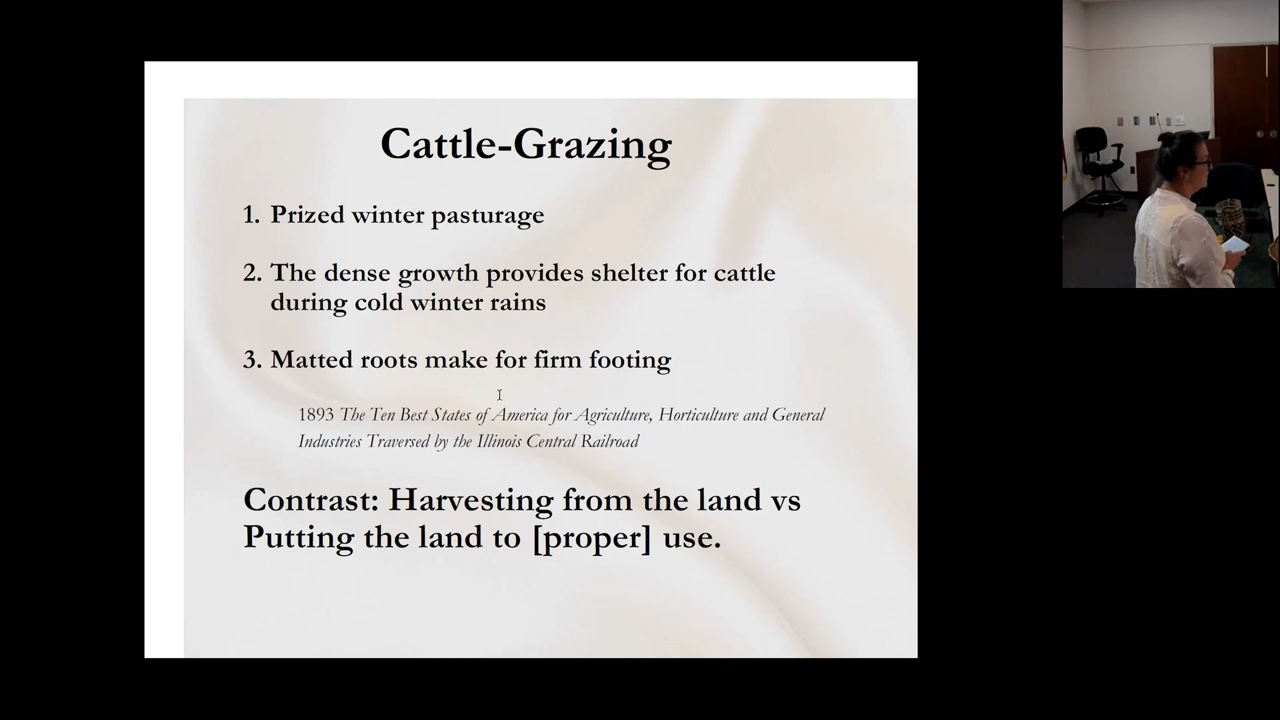 Cattle-Grazing
1. Prized winter pasturage
2. The dense growth provides shelter for cattle
during cold winter rains
3. Matted roots make for firm footing
1893 The Ten Best States of America for Agriculture, Horticulture and General
Industries Traversed by the Illinois Central Railroad
Contrast: Harvesting from the land vs
Putting the land to [proper] use.